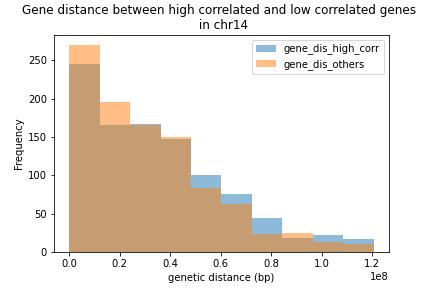 Gene distance between high correlated and low correlated genes
in chr14
gene_dis_high_corr
gene_dis_others
Frequency
250
200
150
100
50
0
0.0 0.2 0.4 0.6 0.8 1.0 1.2
1e8
genetic distance (bp)